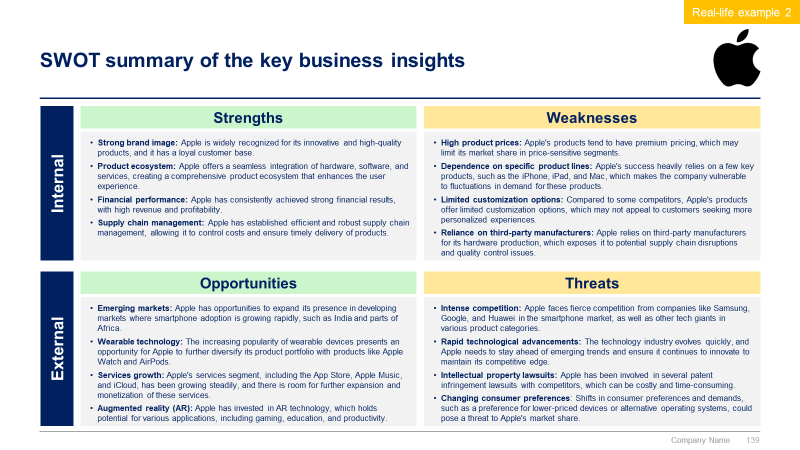 Real-life example 2
SWOT summary of the key business insights
Internal
Strengths
• Strong brand image: Apple is widely recognized for its innovative and high-quality
products, and it has a loyal customer base.
• Product ecosystem: Apple offers a seamless integration of hardware, software, and
services, creating a comprehensive product ecosystem that enhances the user
experience.
• Financial performance: Apple has consistently achieved strong financial results,
with high revenue and profitability.
• Supply chain management: Apple has established efficient and robust supply chain
management, allowing it to control costs and ensure timely delivery of products.
Weaknesses
• High product prices: Apple's products tend to have premium pricing, which may
limit its market share in price-sensitive segments.
• Dependence on specific product lines: Apple's success heavily relies on a few key
products, such as the iPhone, iPad, and Mac, which makes the company vulnerable
to fluctuations in demand for these products.
• Limited customization options: Compared to some competitors, Apple's products
offer limited customization options, which may not appeal to customers seeking more
personalized experiences.
• Reliance on third-party manufacturers: Apple relies on third-party manufacturers
for its hardware production, which exposes it to potential supply chain disruptions
and quality control issues.
External
Opportunities
• Emerging markets: Apple has opportunities to expand its presence in developing
markets where smartphone adoption is growing rapidly, such as India and parts of
Africa.
• Wearable technology: The increasing popularity of wearable devices presents an
opportunity for Apple to further diversify its product portfolio with products like Apple
Watch and AirPods.
• Services growth: Apple's services segment, including the App Store, Apple Music,
and iCloud, has been growing steadily, and there is room for further expansion and
monetization of these services.
• Augmented reality (AR): Apple has invested in AR technology, which holds
potential for various applications, including gaming, education, and productivity.
Threats
• Intense competition: Apple faces fierce competition from companies like Samsung,
Google, and Huawei in the smartphone market, as well as other tech giants in
various product categories.
• Rapid technological advancements: The technology industry evolves quickly, and
Apple needs to stay ahead of emerging trends and ensure it continues to innovate to
maintain its competitive edge.
• Intellectual property lawsuits: Apple has been involved in several patent
infringement lawsuits with competitors, which can be costly and time-consuming.
• Changing consumer preferences: Shifts in consumer preferences and demands,
such as a preference for lower-priced devices or alternative operating systems, could
pose a threat to Apple's market share.
Company Name 139